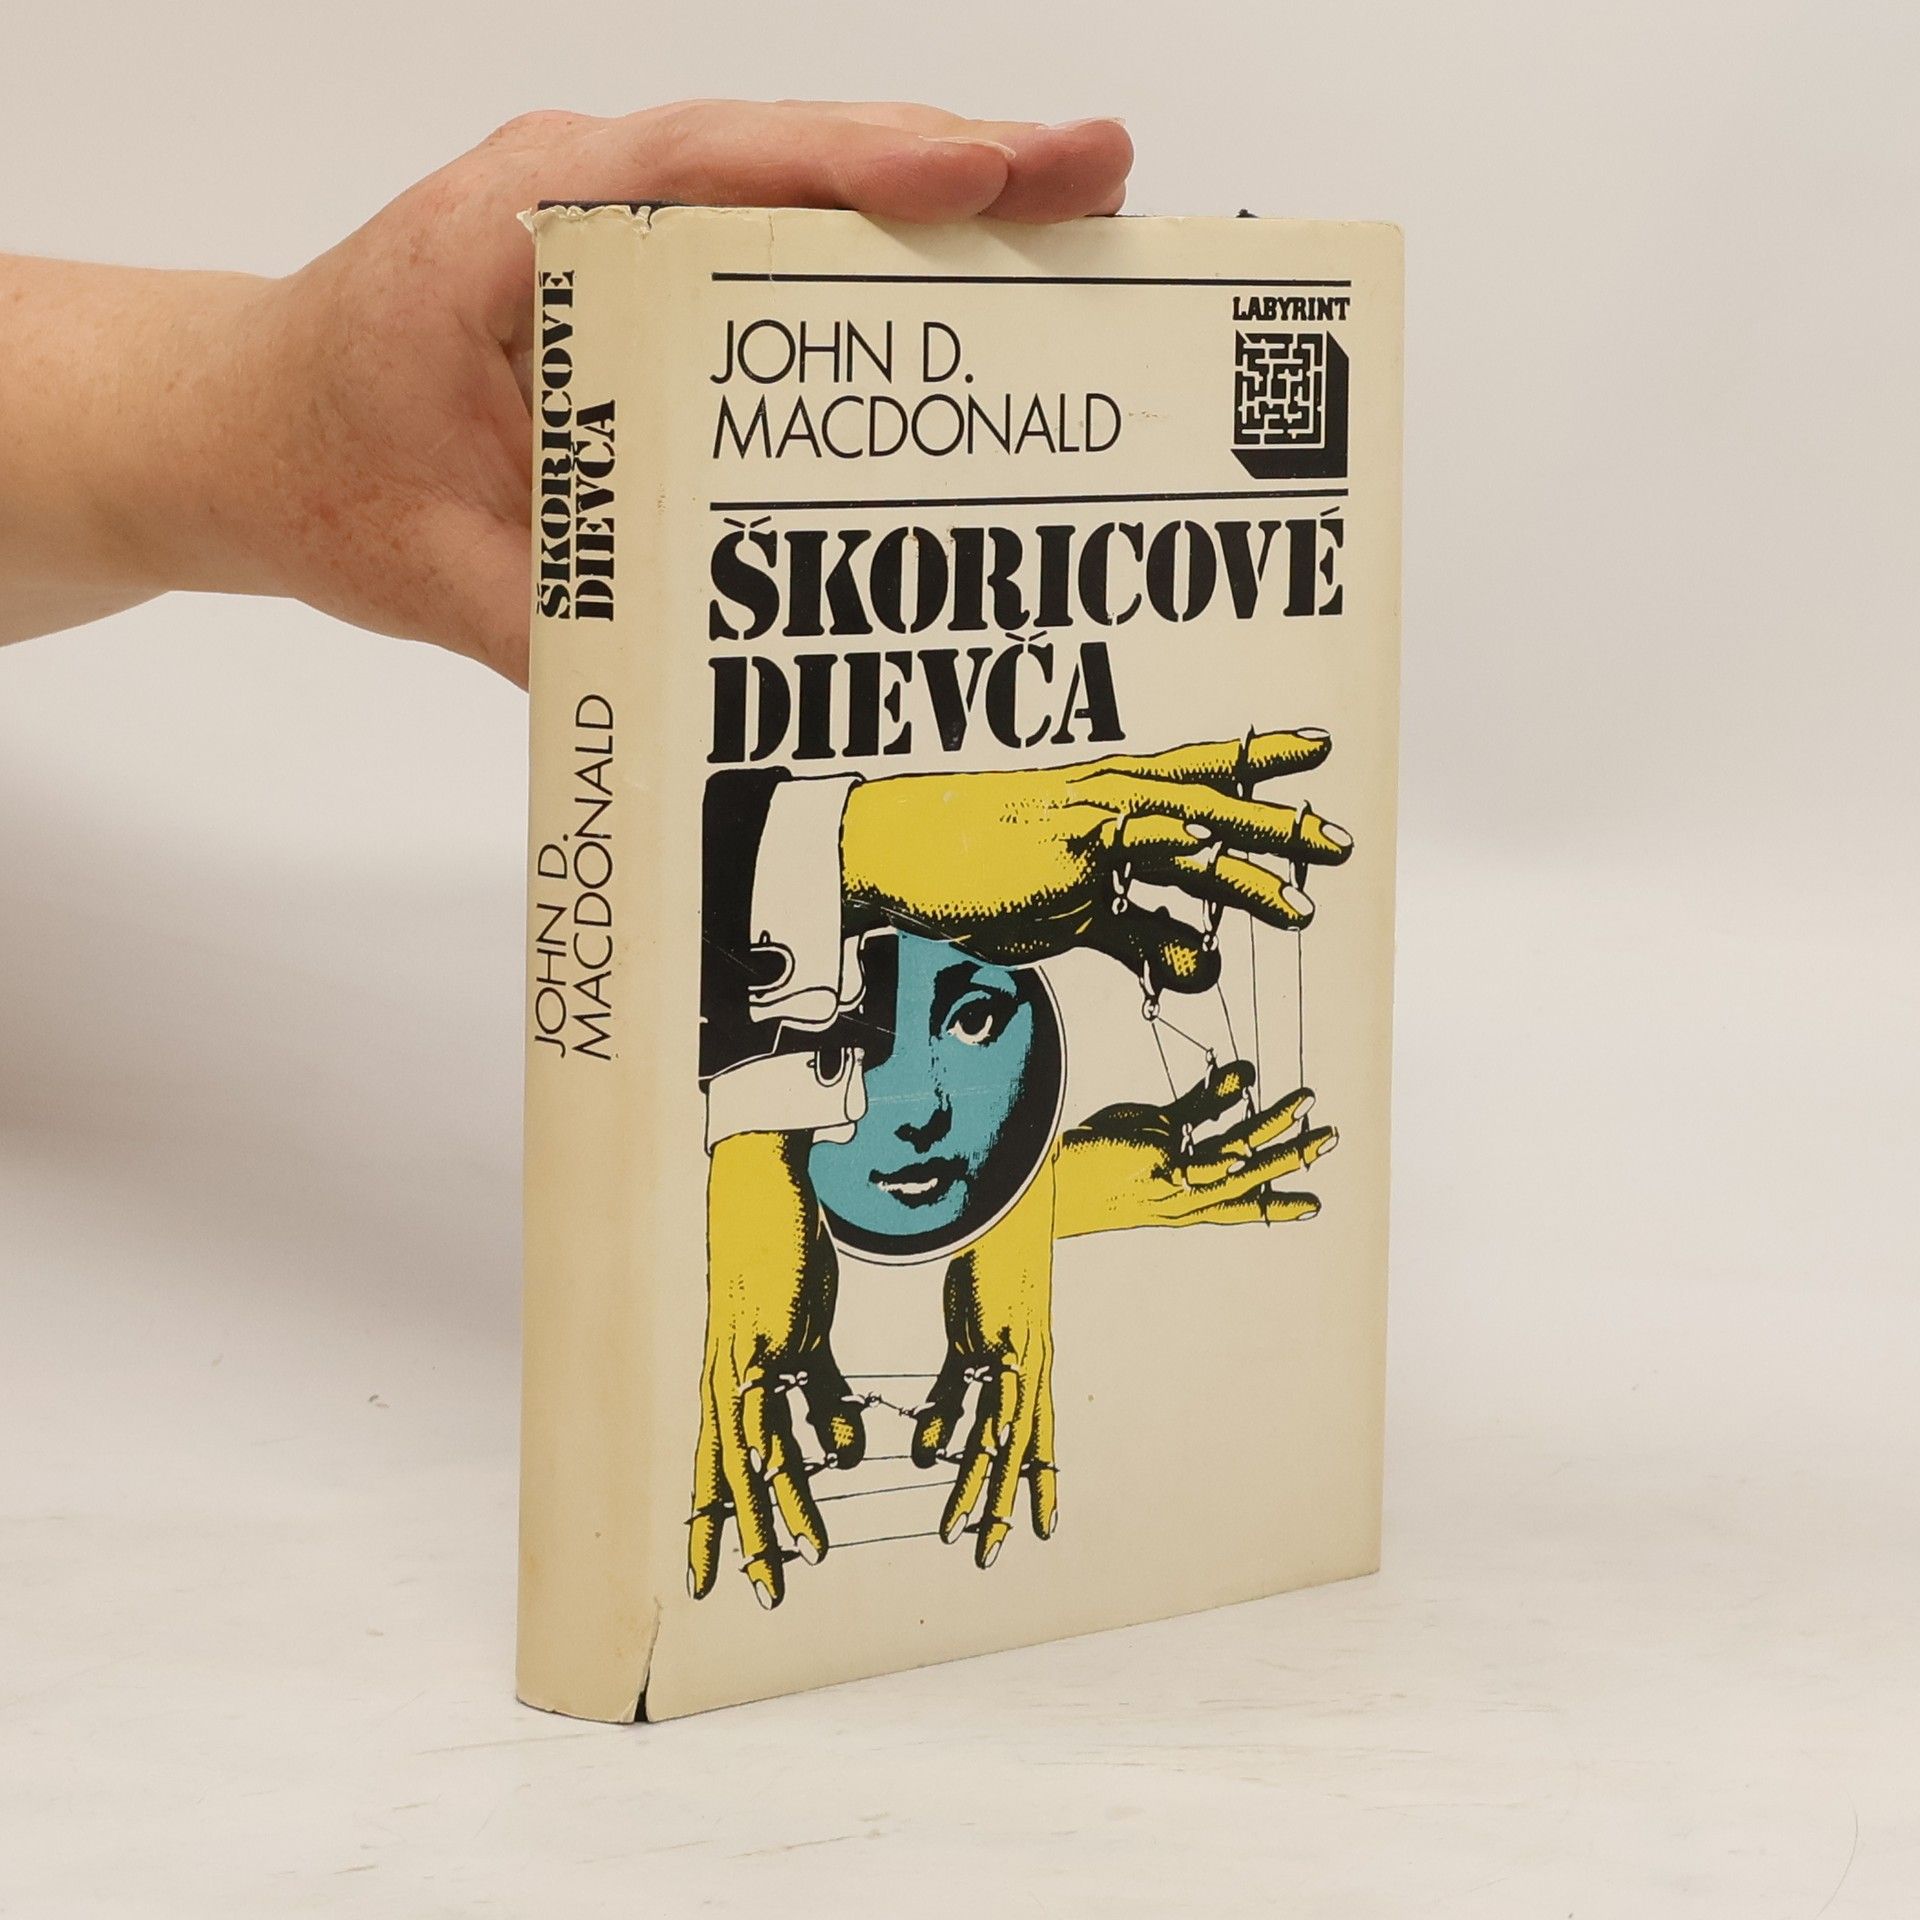 ŠKORICOVÉ
DIEVČA
JOHN D.
MACDONALD
JOHN D.
MACDONALD
LABYRINT
ŠKORICOVÉ
DIEVČA